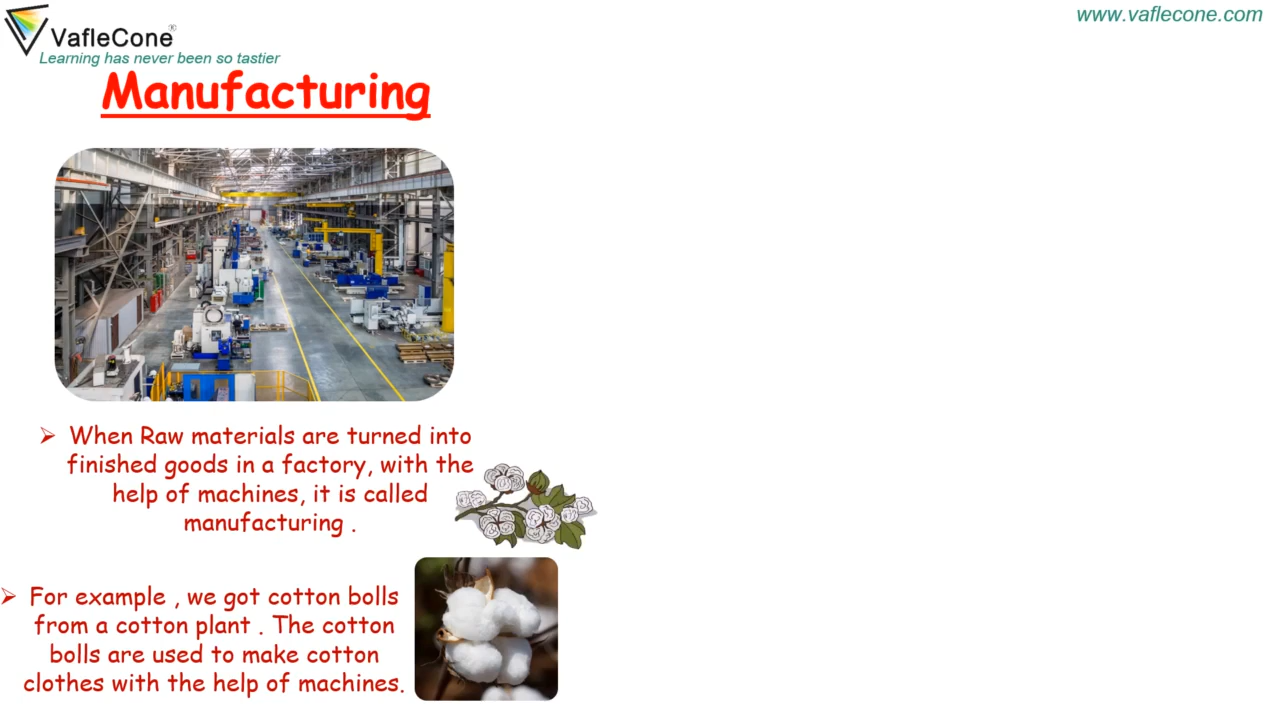 VafleCone®
www.vaflecone.com
Learning has never been so tastier
Manufacturing
➢ When Raw materials are turned into
finished goods in a factory, with the
help of machines, it is called
manufacturing .
➢ For example , we got cotton bolls
from a cotton plant . The cotton
bolls are used to make cotton
clothes with the help of machines.